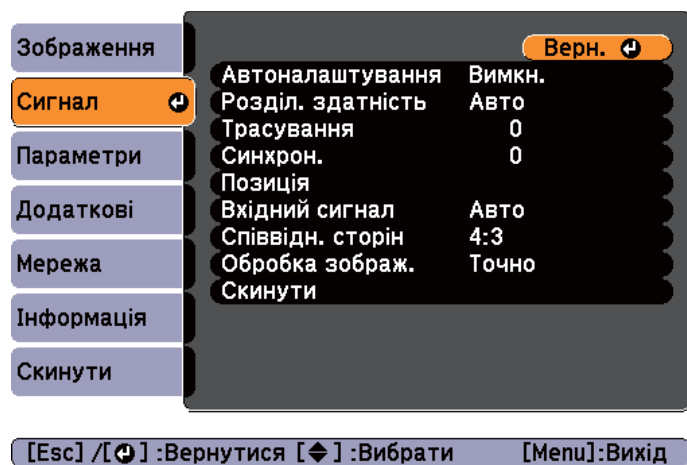 Зображення
Сигнал
Параметри
Додаткові
Мережа
Інформація
Скинути
Верн.
Автоналаштування Вимкн.
Розділ. здатність Авто
Трасування 0
Синхрон. 0
Позиція
Вхідний сигнал Авто
Співвідн. сторін 4:3
Обробка зображ. Точно
Скинути
[Esc] /[⏎] :Вернутися [◆] :Вибрати [Menu]:Вихід